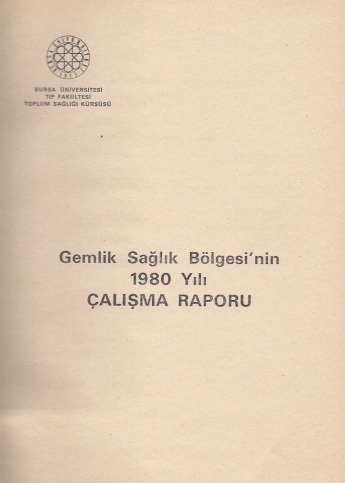 BURSA ÜNİVERSİTESİ
TIP FAKÜLTESİ
TOPLUM SAĞLIĞI KÜRSÜSÜ
Gemlik Sağlık Bölgesi'nin
1980 Yılı
ÇALIŞMA RAPORU